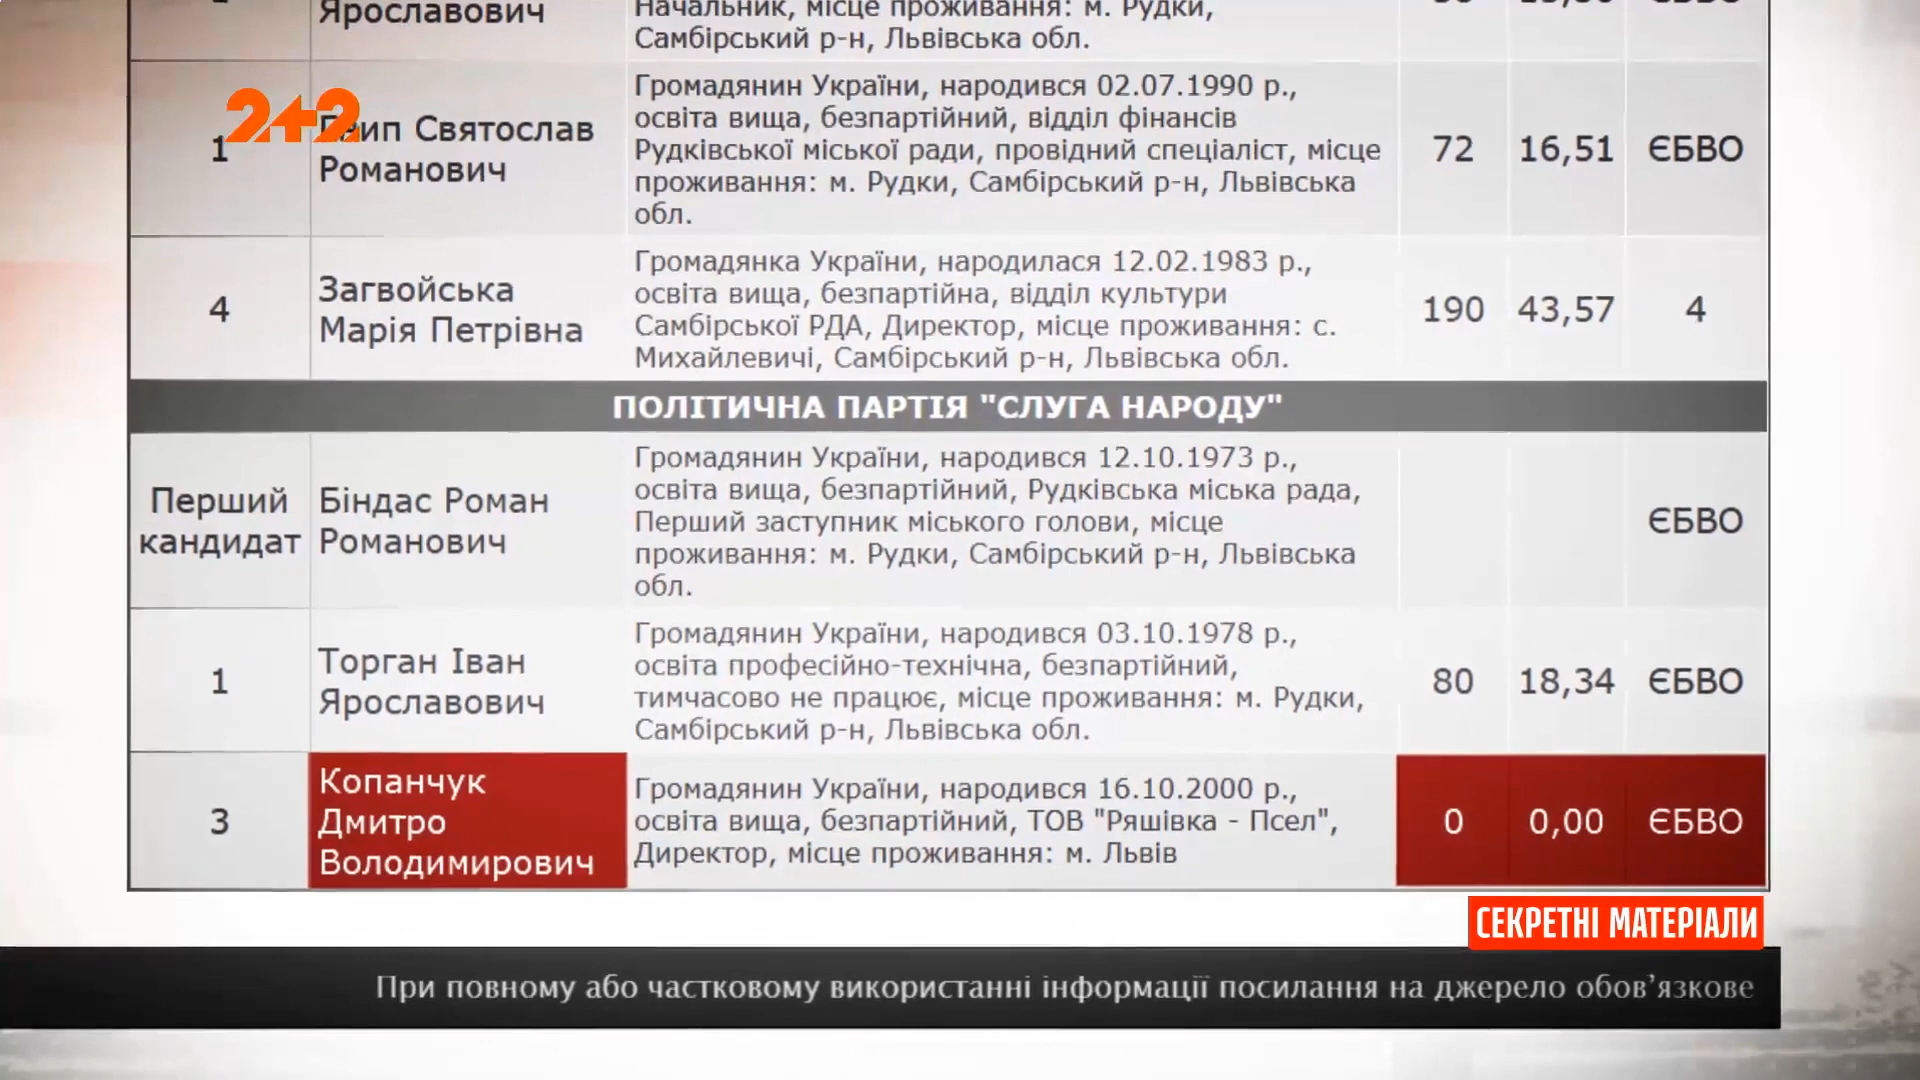 Ярославович
Начальник, місце проживання: м. Рудки,
Самбірський р-н, Львівська обл.
2+2
1
Святослав
Романович
Громадянин України, народився 02.07.1990 р.,
освіта вища, безпартійний, відділ фінансів
Рудківської міської ради, провідний спеціаліст, місце
проживання: м. Рудки, Самбірський р-н, Львівська
обл.
72
16,51
ЄБВО
4
Загвойська
Марія Петрівна
Громадянка України, народилася 12.02.1983 р.,
освіта вища, безпартійна, відділ культури
Самбірської РДА, Директор, місце проживання: с.
Михайлевичі, Самбірський р-н, Львівська обл.
190
43,57
4
ПОЛІТИЧНА ПАРТІЯ "СЛУГА НАРОДУ"
Перший
кандидат
Біндас Роман
Романович
Громадянин України, народився 12.10.1973 р.,
освіта вища, безпартійний, Рудківська міська рада,
Перший заступник міського голови, місце
проживання: м. Рудки, Самбірський р-н, Львівська
обл.
ЄБВО
1
Торган Іван
Ярославович
Громадянин України, народився 03.10.1978 р.,
освіта професійно-технічна, безпартійний,
тимчасово не працює, місце проживання: м. Рудки,
Самбірський р-н, Львівська обл.
80
18,34
ЄБВО
3
Копанчук
Дмитро
Володимирович
Громадянин України, народився 16.10.2000 р.,
освіта вища, безпартійний, ТОВ "Ряшівка - Псел",
Директор, місце проживання: м. Львів
0
0,00
ЄБВО
СЕКРЕТНІ МАТЕРІАЛИ
При повному або частковому використанні інформації посилання на джерело обов’язкове